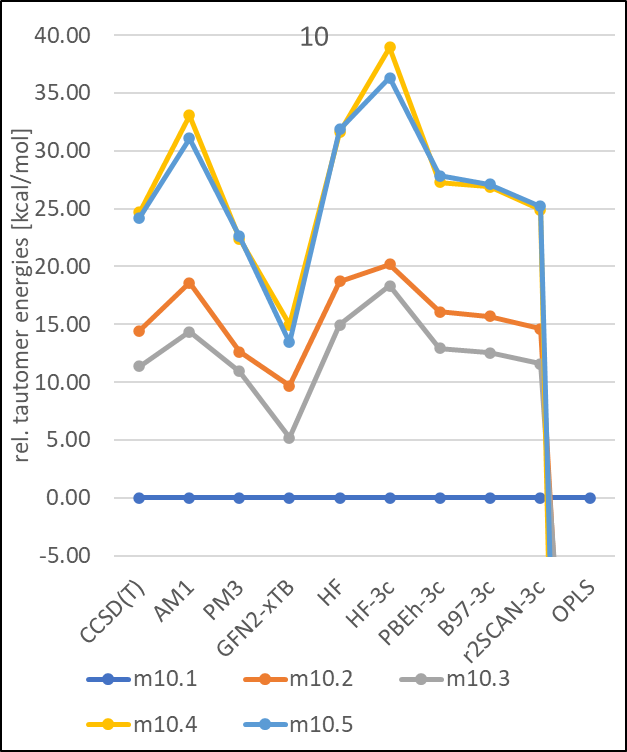 10
40.00
35.00
30.00
25.00
20.00
15.00
10.00
5.00
0.00
-5.00
rel. tautomer energies [kcal/mol]
CCSD(T)
AM1
PM3
GFN2-xTB
HF
HF-3c
PBEh-3c
B97-3c
r2SCAN-3c
OPLS
m10.1 m10.2 m10.3
m10.4 m10.5